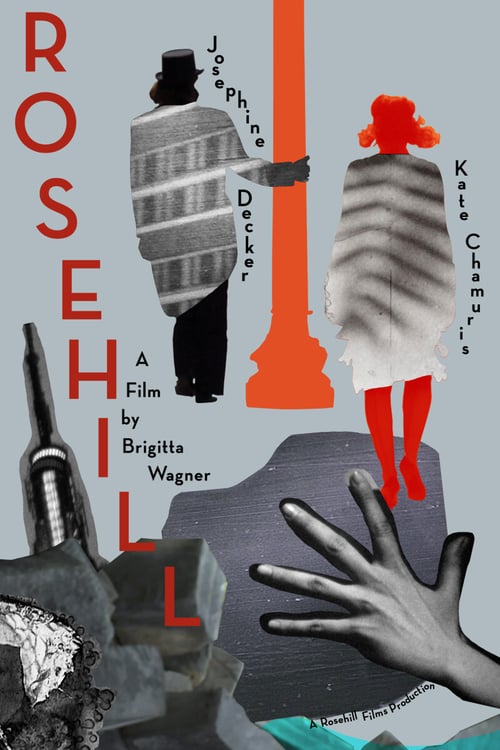 ROSEHILL
Josephine
Decker
Kate Chamuris
A
Film
by
Brigitta
Wagner
A Rosehill Films Production